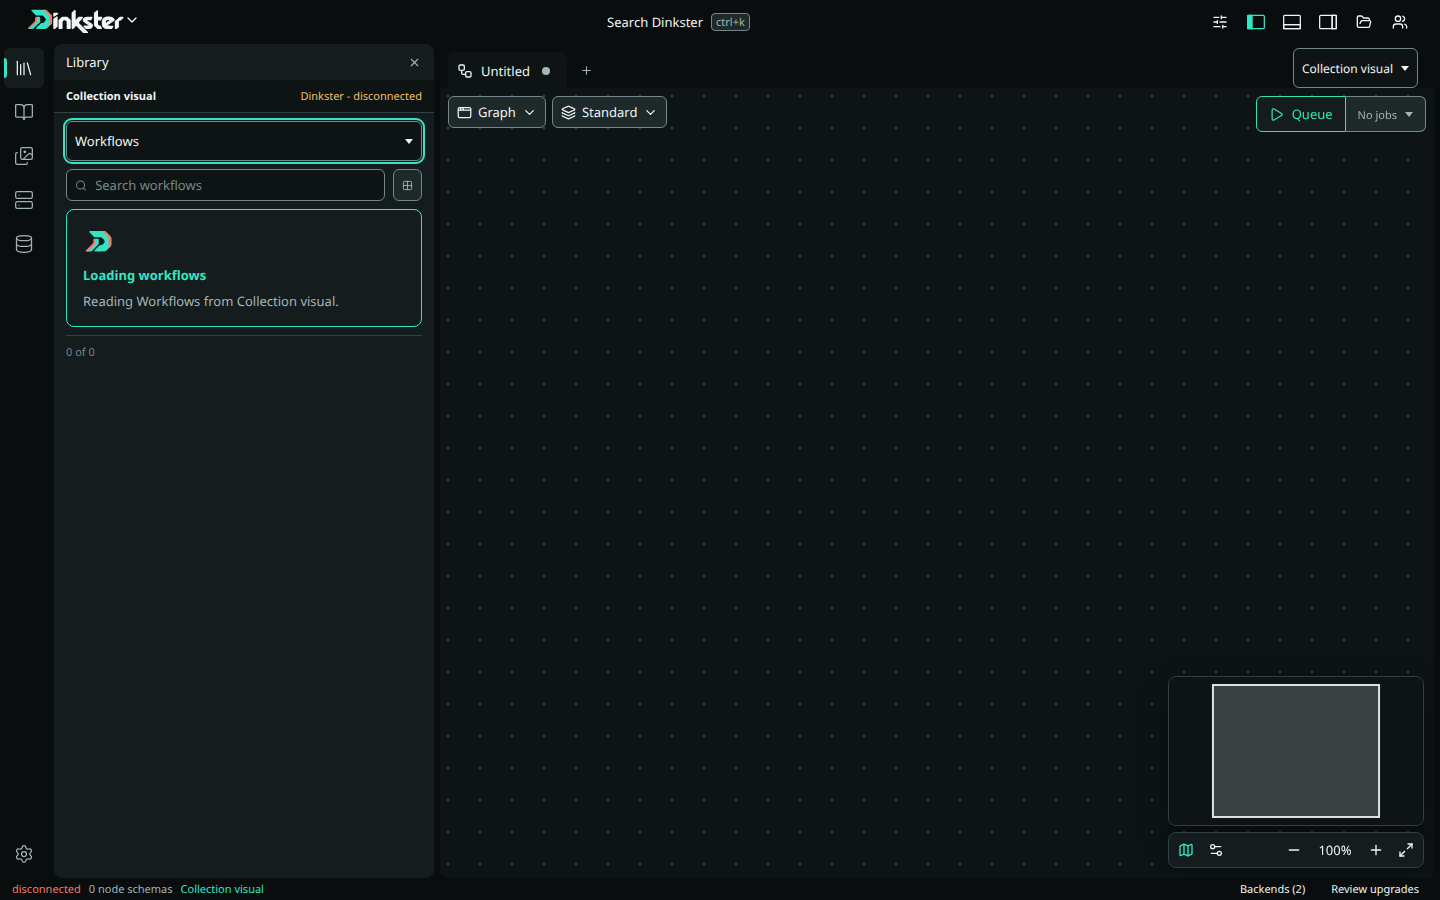 Dinkster
Search Dinkster ctrl+k
Library
Collection visual Dinkster - disconnected
Workflows
Search workflows
Loading workflows
Reading Workflows from Collection visual.
0 of 0
Untitled
Collection visual
Graph
Standard
Queue
No jobs
100%
disconnected 0 node schemas Collection visual
Backends (2) Review upgrades